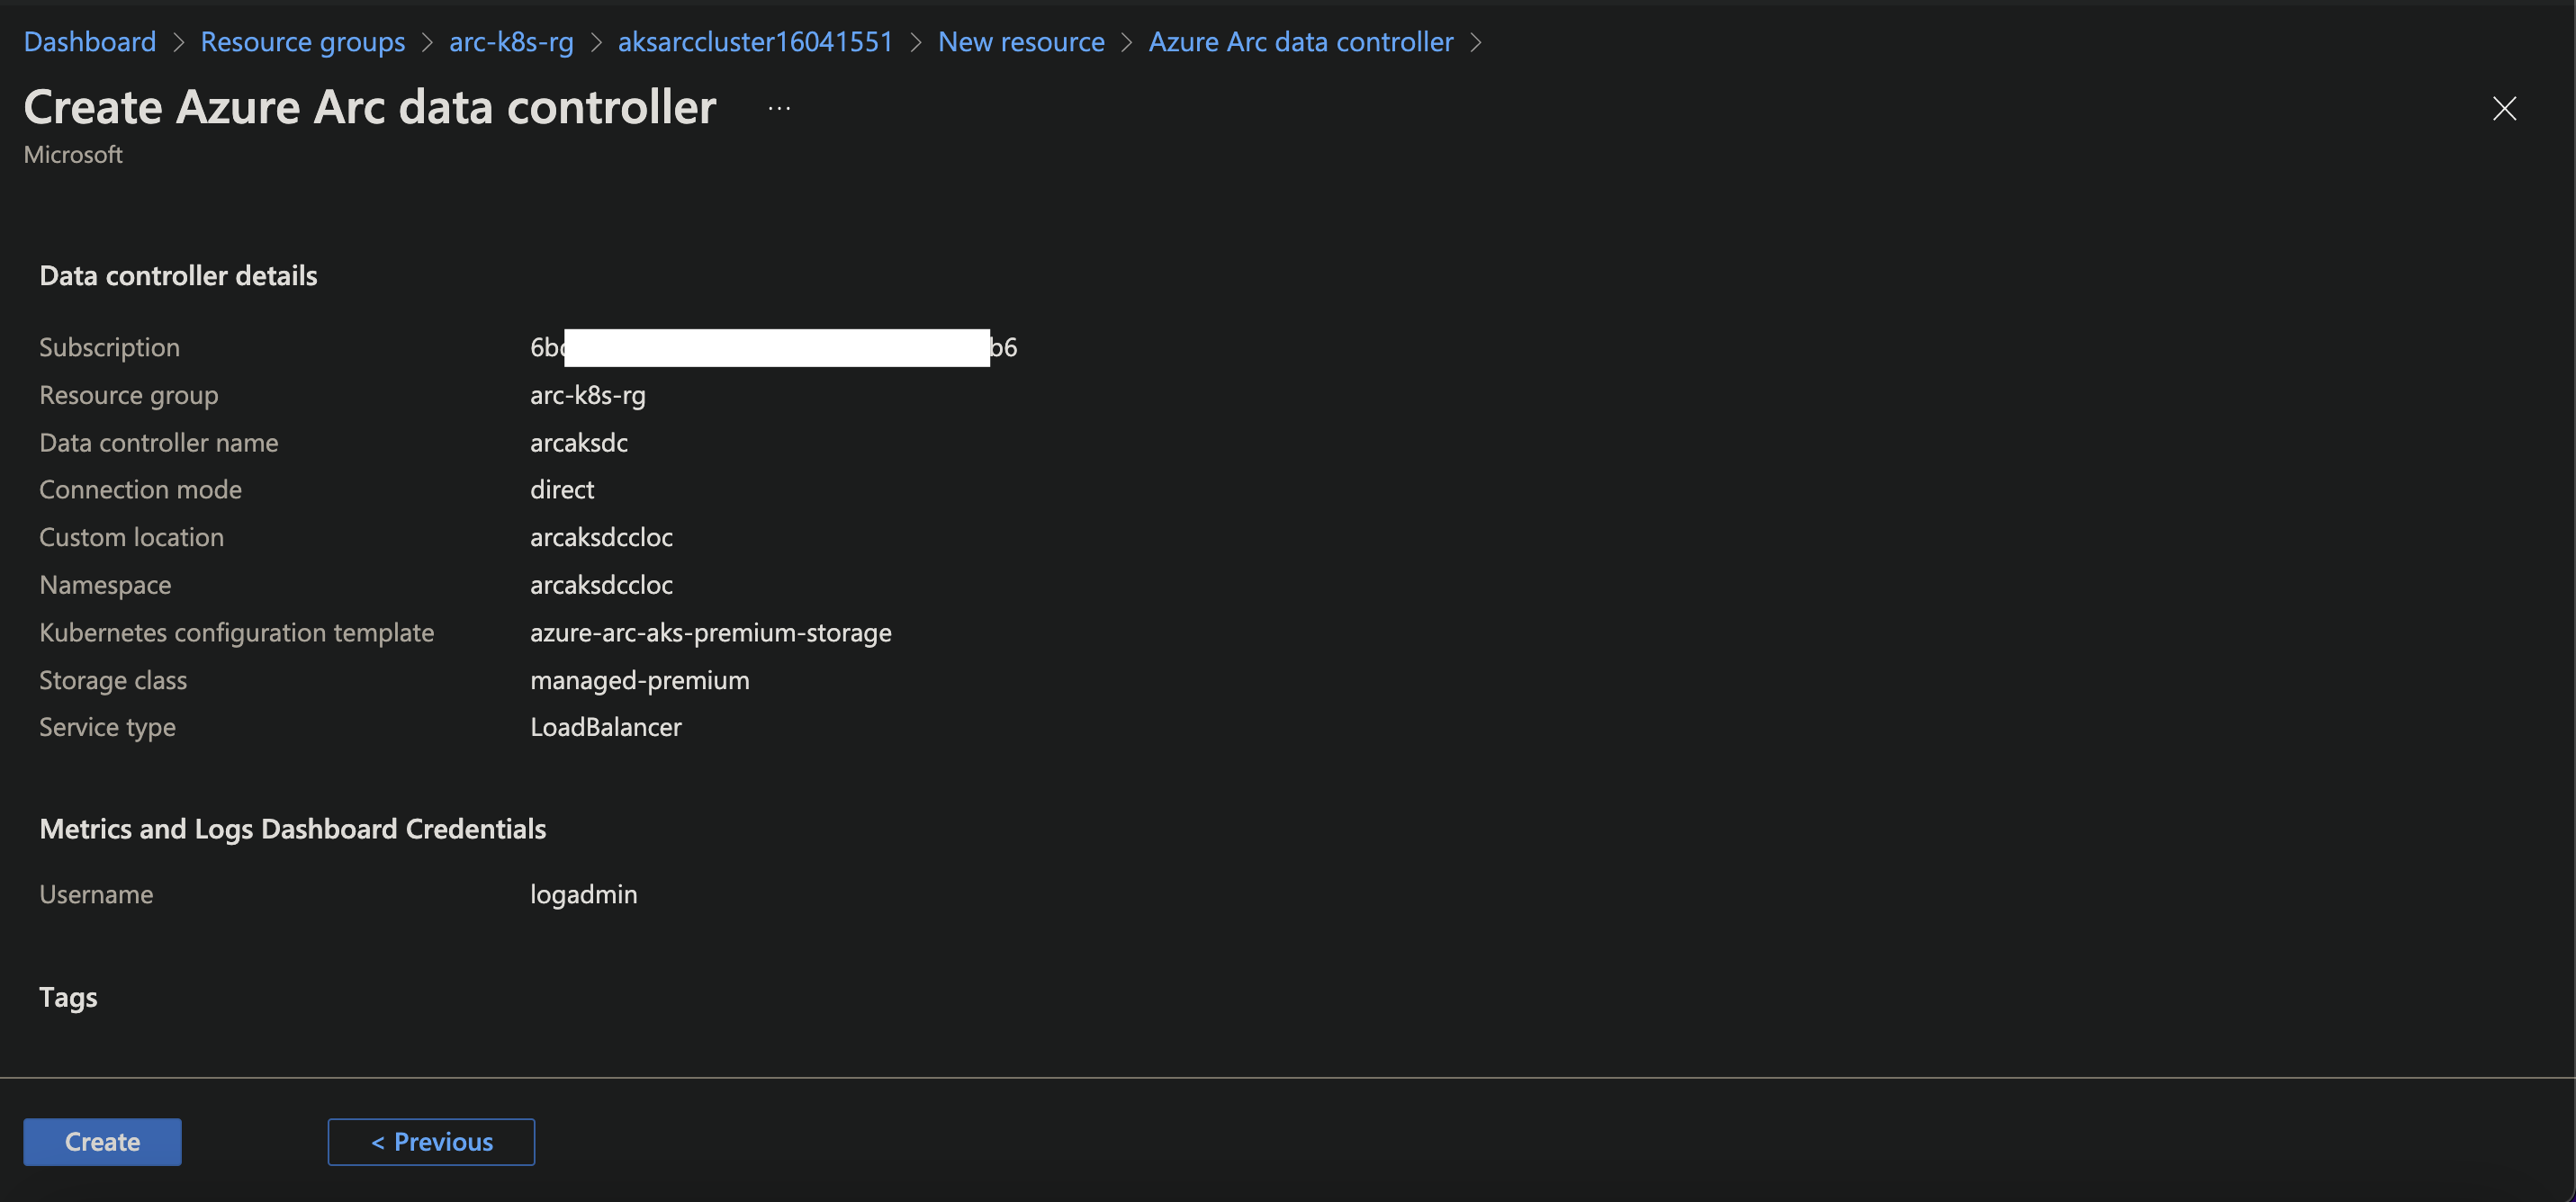 Dashboard > Resource groups > arc-k8s-rg > aksarccluster16041551 > New resource > Azure Arc data controller >
Create Azure Arc data controller ...
Microsoft
Data controller details
Subscription 6b b6
Resource group arc-k8s-rg
Data controller name arcaksdc
Connection mode direct
Custom location arcaksdccloc
Namespace arcaksdccloc
Kubernetes configuration template azure-arc-aks-premium-storage
Storage class managed-premium
Service type LoadBalancer
Metrics and Logs Dashboard Credentials
Username logadmin
Tags
Create < Previous